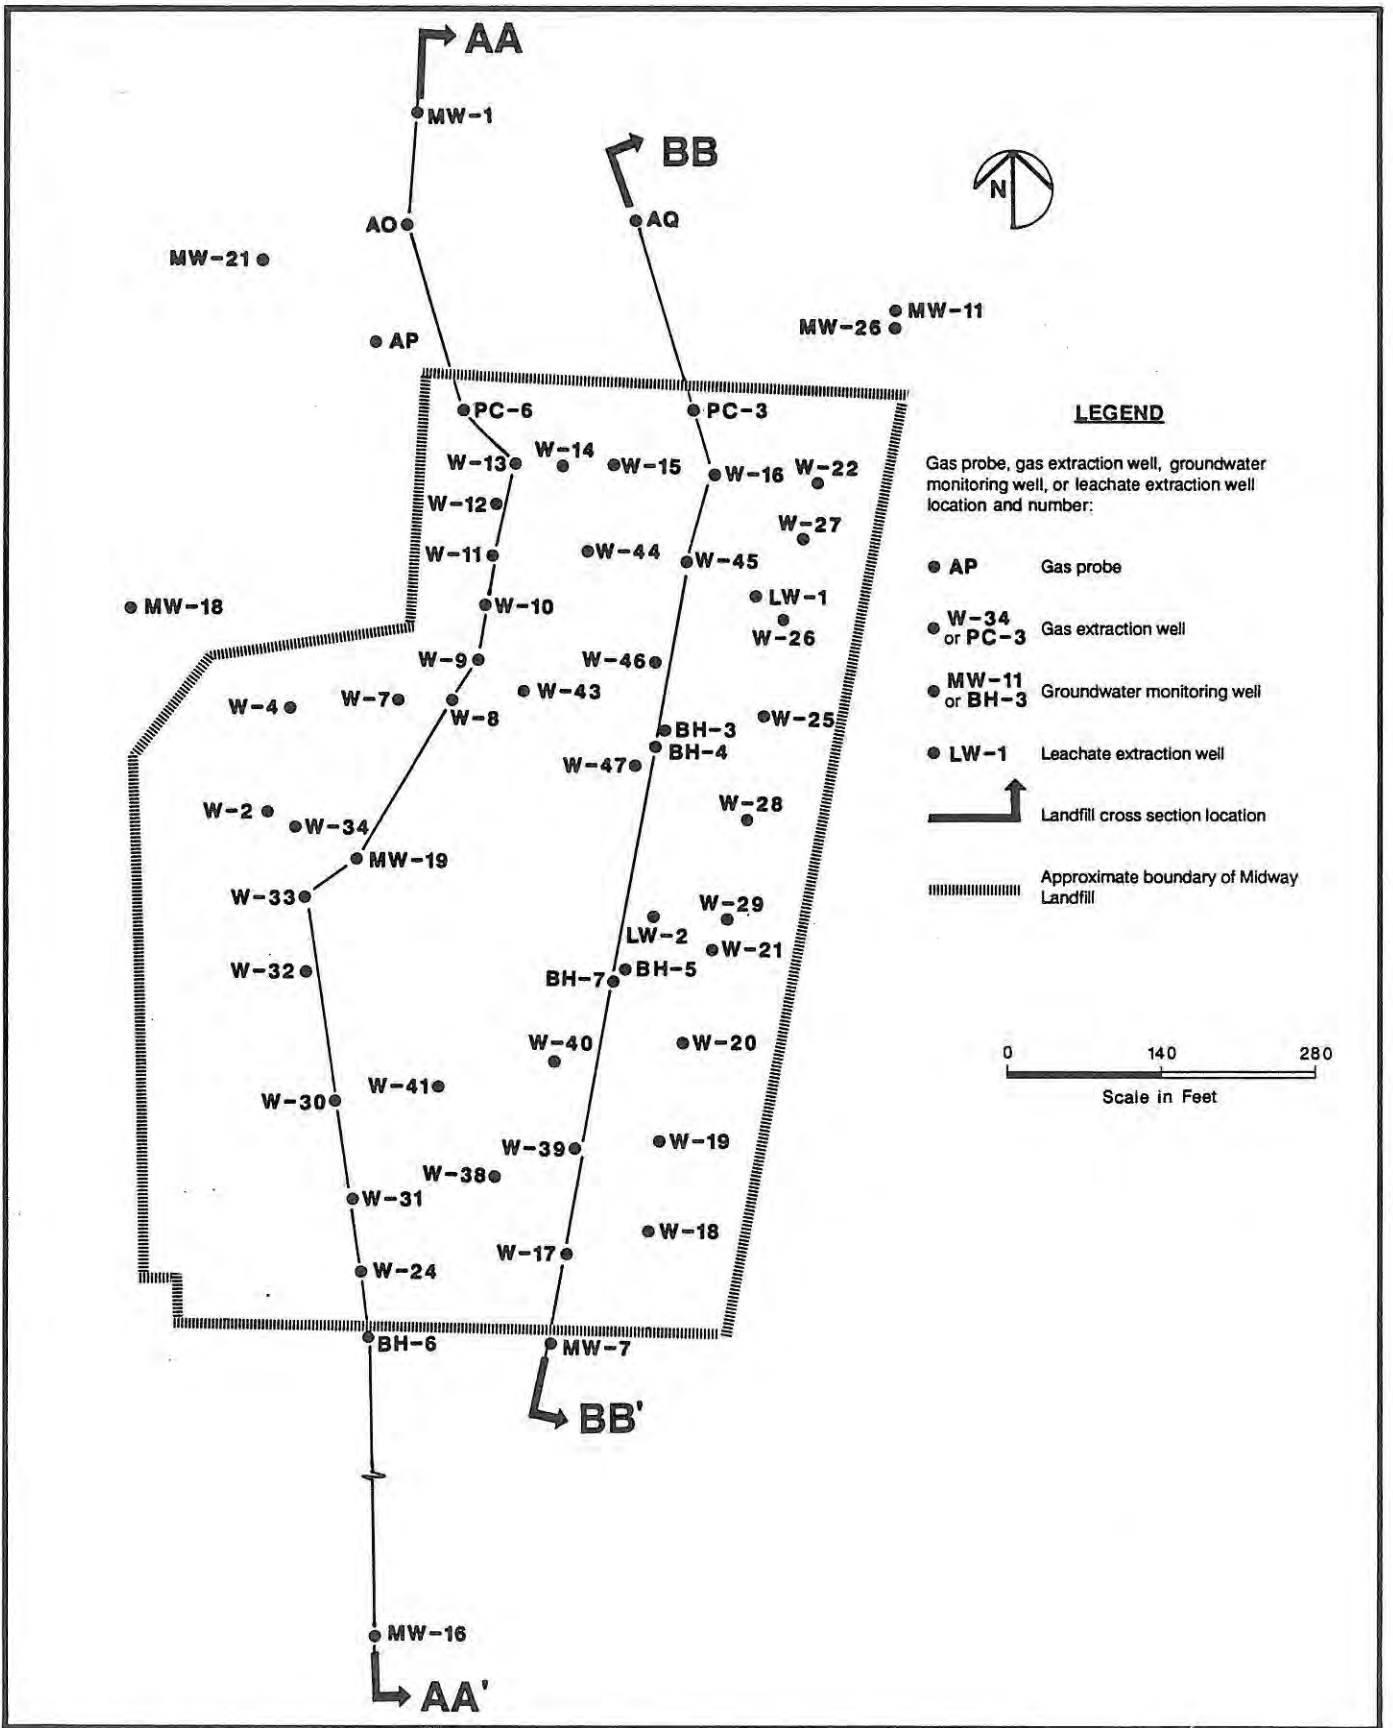 AA
MW-1
BB
AO
AQ
N
MW-21
MW-11
MW-26
AP
PC-6
PC-3
LEGEND
W-14
W-13
W-15
W-16
W-22
Gas probe, gas extraction well, groundwater
monitoring well, or leachate extraction well
location and number:
W-12
W-27
W-11
W-44
W-45
AP Gas probe
LW-1
W-10
MW-18
W-26
W-34
or PC-3 Gas extraction well
W-9
W-46
W-7
W-43
MW-11
or BH-3 Groundwater monitoring well
W-4
W-8
W-25
BH-3
BH-4
LW-1 Leachate extraction well
W-47
W-2
W-28
W-34
Landfill cross section location
MW-19
W-33
Approximate boundary of Midway
Landfill
W-29
LW-2
W-21
W-32
BH-5
BH-7
W-40
W-20
0 140 280
W-41
W-30
Scale in Feet
W-39
W-19
W-38
W-31
W-18
W-17
W-24
BH-6
MW-7
BB'
MW-16
AA'